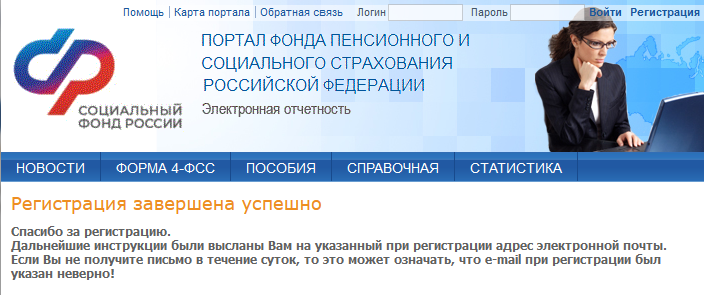 Помощь | Карта портала | Обратная связь Логин Пароль Войти Регистрация
СОЦИАЛЬНЫЙ
ФОНД РОССИИ
ПОРТАЛ ФОНДА ПЕНСИОННОГО И
СОЦИАЛЬНОГО СТРАХОВАНИЯ
РОССИЙСКОЙ ФЕДЕРАЦИИ
Электронная отчетность
НОВОСТИ ФОРМА 4-ФСС ПОСОБИЯ СПРАВОЧНАЯ СТАТИСТИКА
Регистрация завершена успешно
Спасибо за регистрацию.
Дальнейшие инструкции были высланы Вам на указанный при регистрации адрес электронной почты.
Если Вы не получите письмо в течение суток, то это может означать, что e-mail при регистрации был
указан неверно!